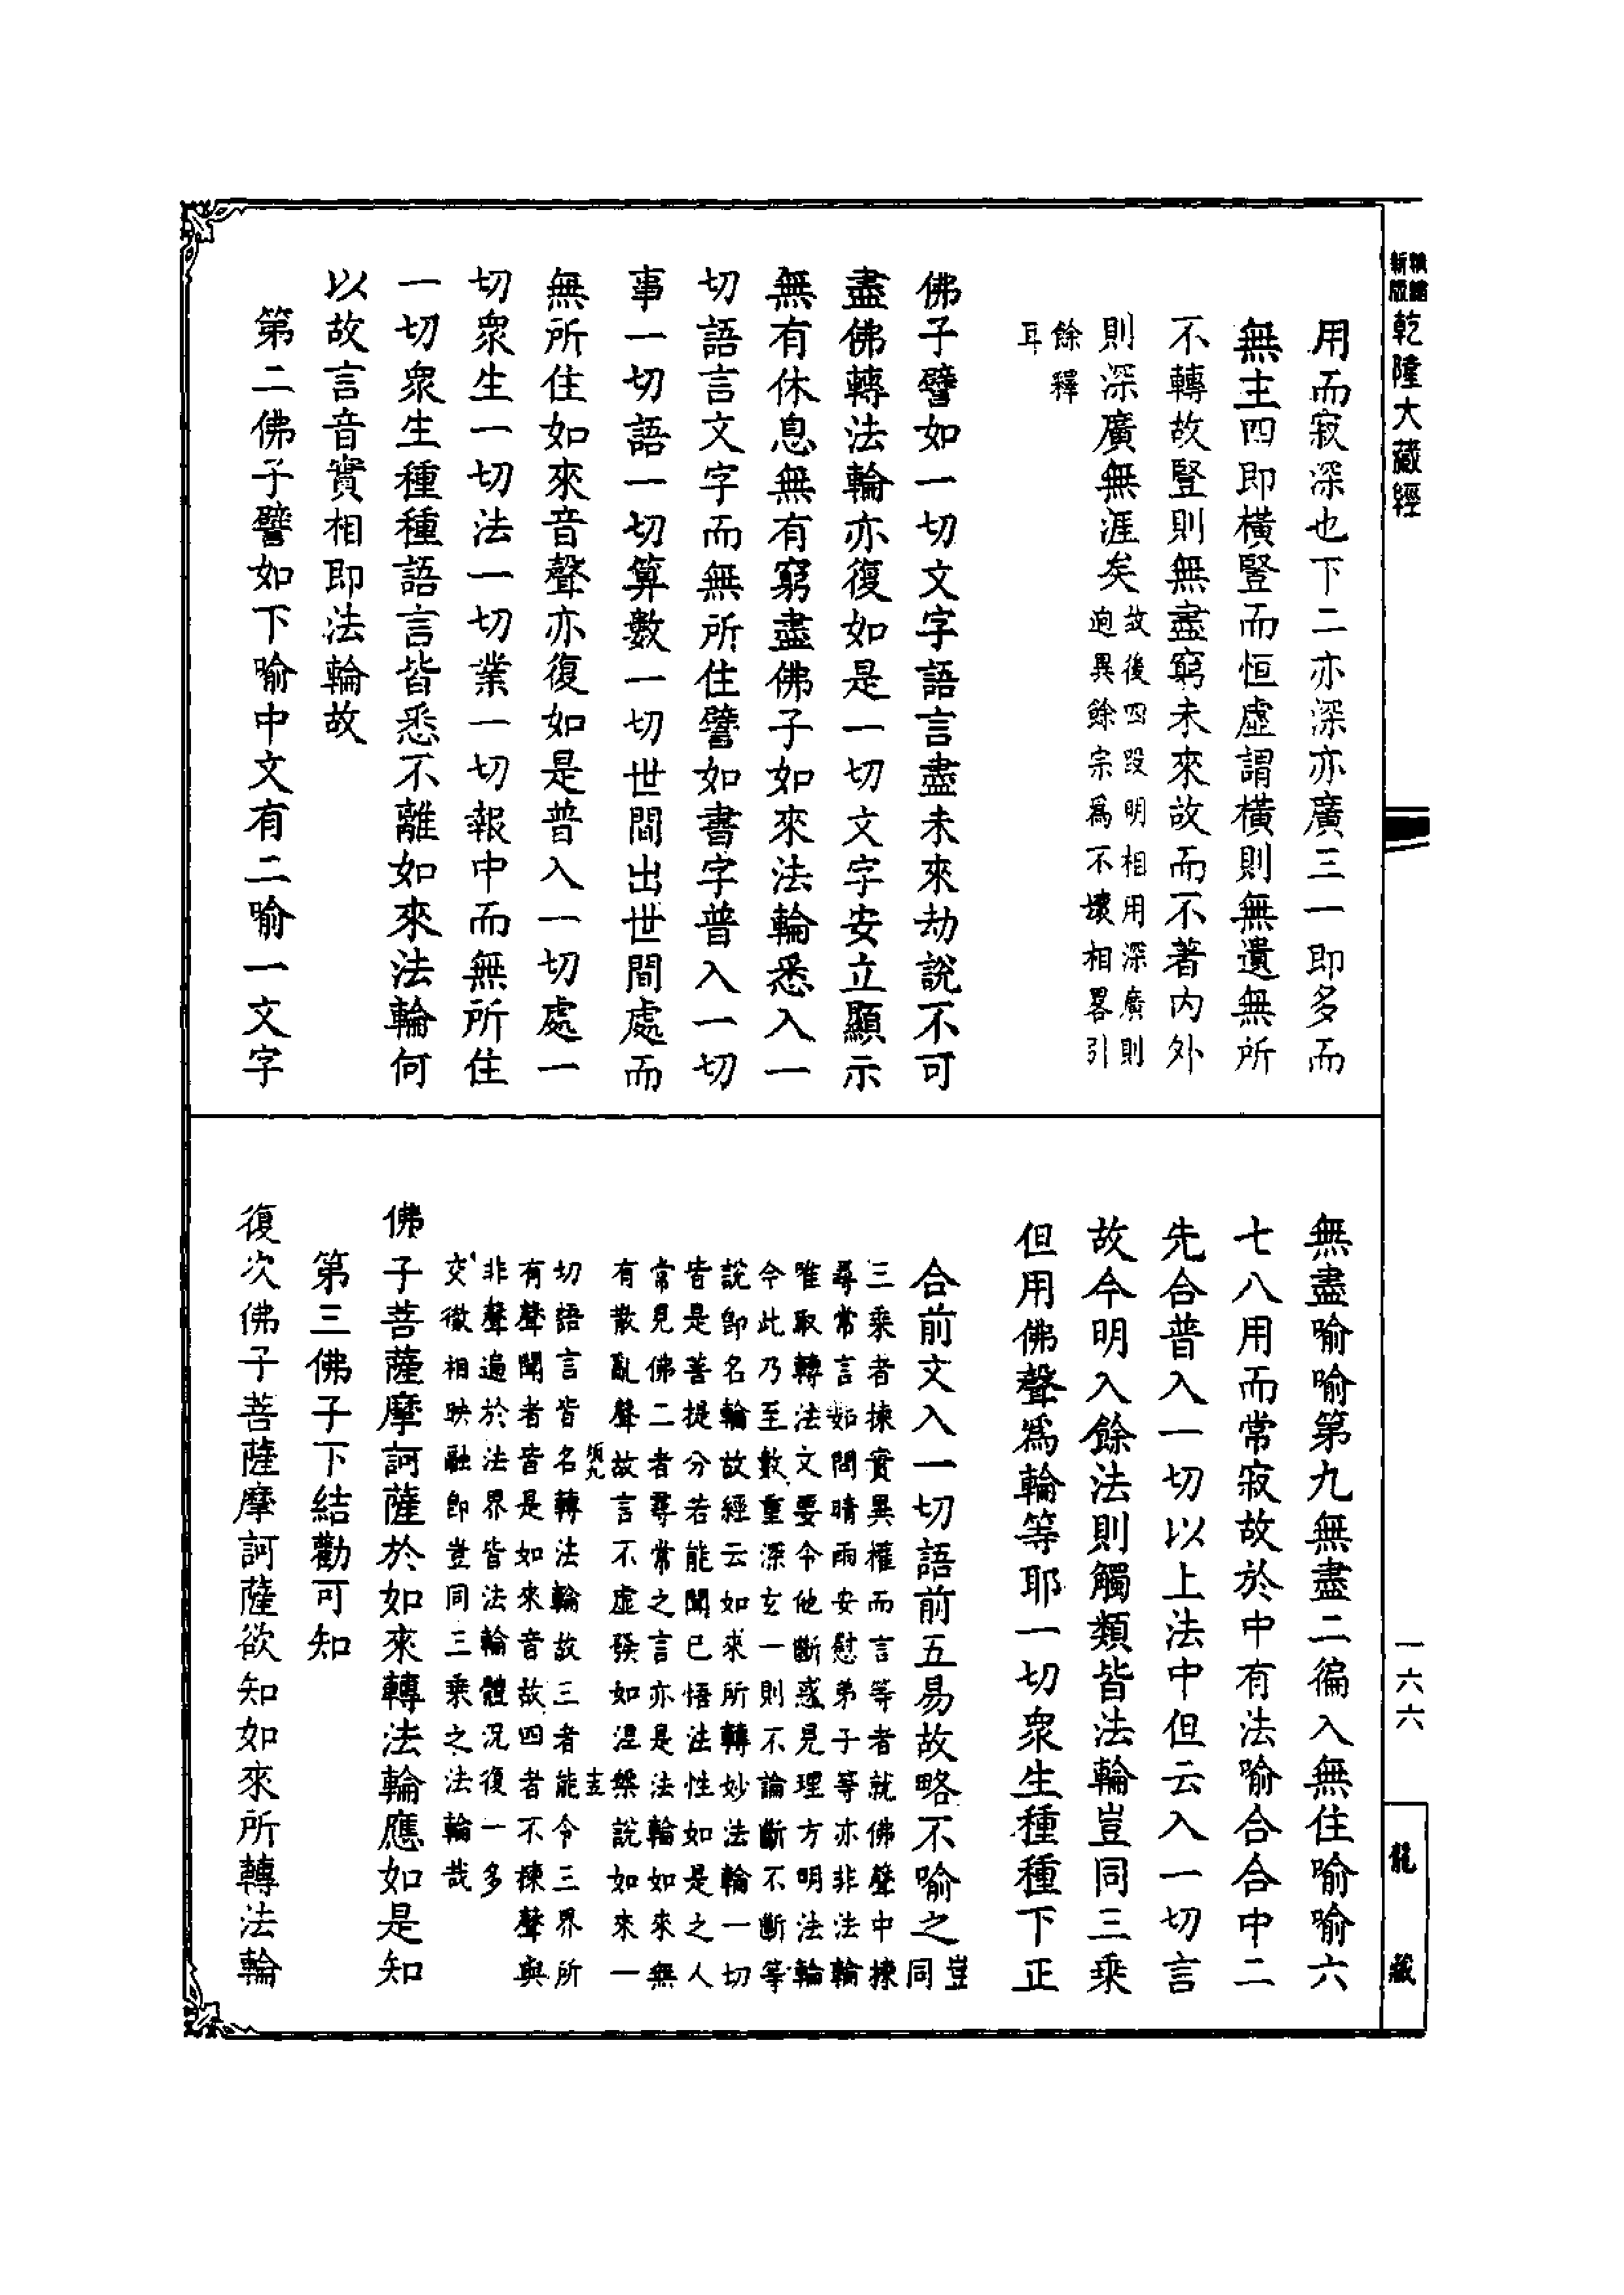 乾隆大藏經
用而寂深也下二亦深亦廣三一即多而
無主四即橫豎而恒虛謂橫則無遺無所
不轉故豎則無盡窮未來故而不著內外
則深廣無涯矣
故後四段明相用深廣則
迥異餘宗爲不壞相畧引
餘釋
耳
佛子譬如一切文字語言盡未來劫說不可
盡佛轉法輪亦復如是一切文字安立顯示
無有休息無有窮盡佛子如來法輪悉入一
切語言文字而無所住譬如書字普入一切
事一切語一切算數一切世間出世間處而
無所住如來音聲亦復如是普入一切處一
切衆生一切法一切業一切報中而無所住
一切衆生種種語言皆悉不離如來法輪何
以故言音實相即法輪故
第二佛子譬如下喻中文有二喻一文字
無盡喻喻第九無盡二徧入無住喻喻六
七八用而常寂故於中有法喻合合中二
先合普入一切以上法中但云入一切言
故今明入餘法則觸類皆法輪豈同三乘
但用佛聲爲輪等耶一切衆生種種下正
合前文入一切語前五易故略不喻之
豈
同
三乘者揀實異權而言等者就佛聲中揀
尋常言如問晴雨安慰弟子等亦非法輪
唯取轉法文要令他斷惑見理方明法輪
今此乃至數重深玄一則不論斷不斷等
說即名輪故經云如來所轉妙法輪一切
皆是菩提分若能聞已悟法性如是之人
常見佛二者尋常之言亦是法輪如來無
有散亂聲故言不虛發如涅槃說如來一
切語言皆名轉法輪故三者能令三界所
有聲聞者皆是如來音故四者不揀聲與
非聲遍於法界皆法輪體況復一多
交徹相映融即豈同三乘之法輪哉
佛子菩薩摩訶薩於如來轉法輪應如是知
第三佛子下結勸可知
復次佛子菩薩摩訶薩欲知如來所轉法輪
一六六
龍藏